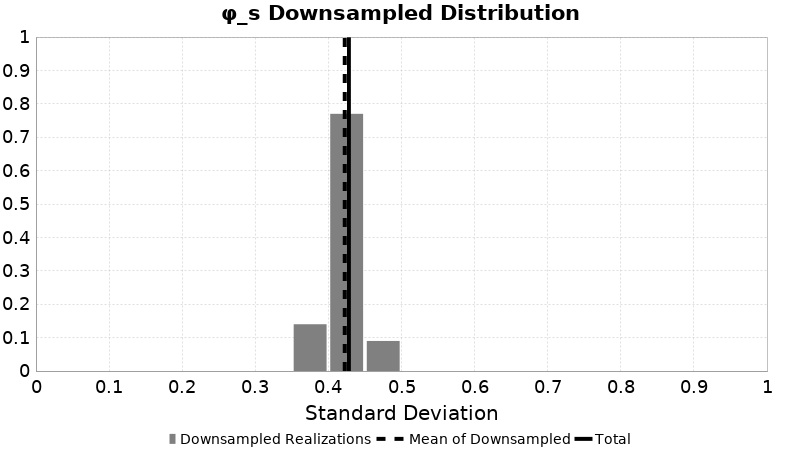 φ_s Downsampled Distribution
1
0.9
0.8
0.7
0.6
0.5
0.4
0.3
0.2
0.1
0
0 0.1 0.2 0.3 0.4 0.5 0.6 0.7 0.8 0.9 1
Standard Deviation
Downsampled Realizations Mean of Downsampled Total